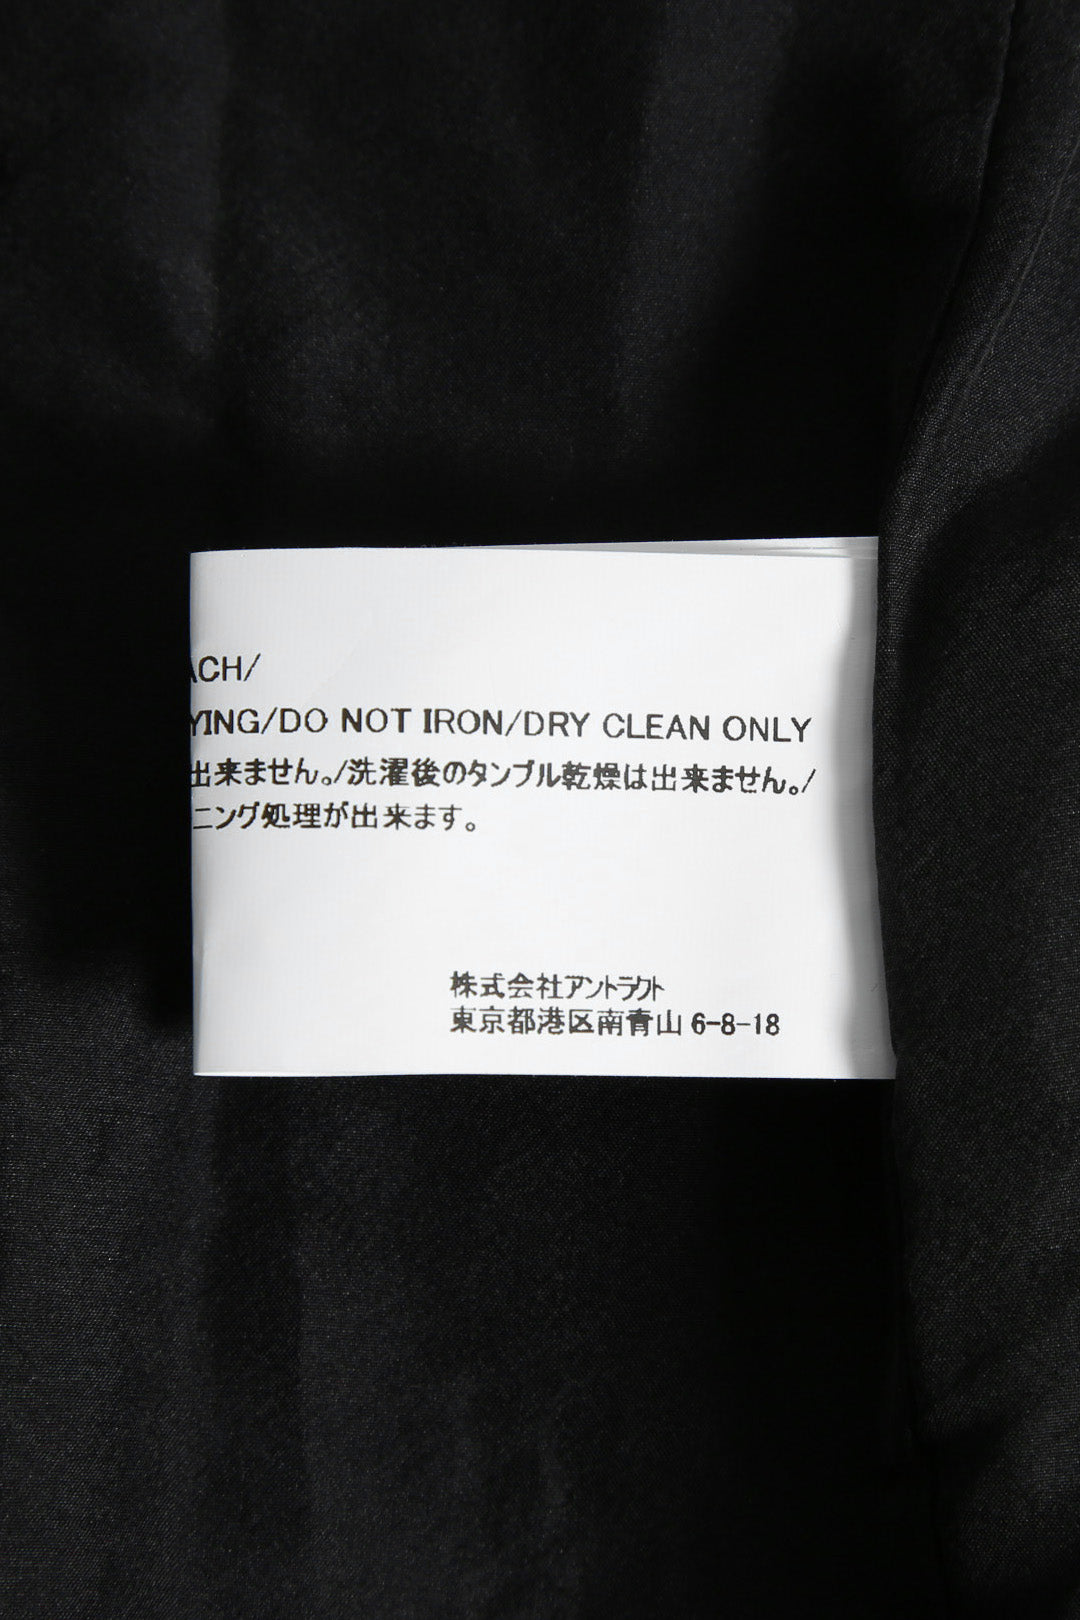 ACH/
YING/DO NOT IRON/DRY CLEAN ONLY
出来ません。/洗濯後のタンブル乾燥は出来ません。/
ニング処理が出来ます。
株式会社アントラクト
東京都港区南青山 6-8-18